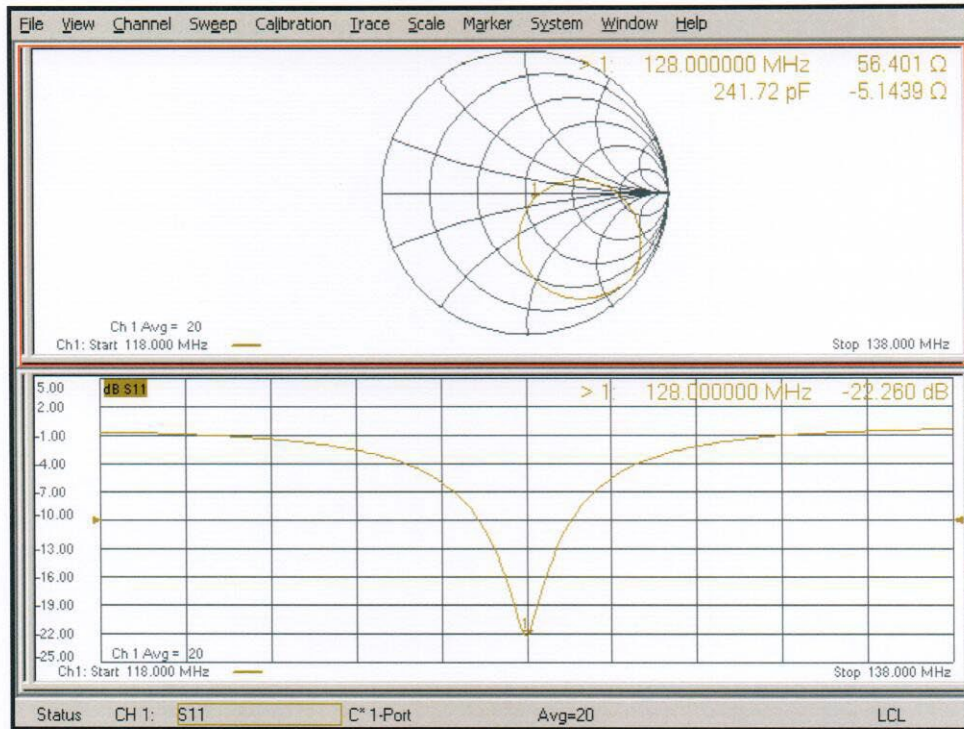 File View Channel Sweep Calibration Trace Scale Marker System Window Help
> 1: 128.000000 MHz 56.401 Ω
241.72 pF -5.1439 Ω
1
Ch 1 Avg = 20
Ch1: Start 118.000 MHz Stop 138.000 MHz
5.00 dB S11 > 1: 128.000000 MHz -22.260 dB
2.00
-1.00
-4.00
-7.00
-10.00
-13.00
-16.00
-19.00
-22.00 1
-25.00
Ch 1 Avg = 20
Ch1: Start 118.000 MHz Stop 138.000 MHz
Status CH 1: S11 C* 1-Port Avg=20 LCL